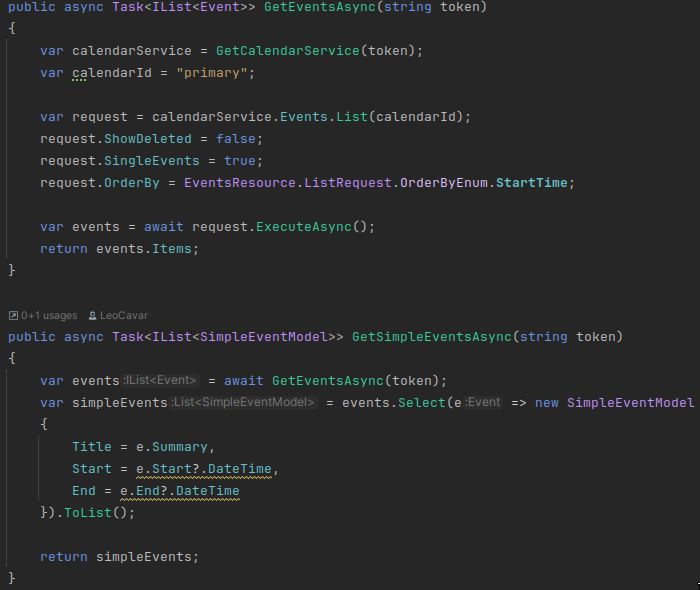 public async Task<IList<Event>> GetEventsAsync(string token)
{
    var calendarService = GetCalendarService(token);
    var calendarId = "primary";

    var request = calendarService.Events.List(calendarId);
    request.ShowDeleted = false;
    request.SingleEvents = true;
    request.OrderBy = EventsResource.ListRequest.OrderByEnum.StartTime;

    var events = await request.ExecuteAsync();
    return events.Items;
}

0+1 usages LeoCavar
public async Task<IList<SimpleEventModel>> GetSimpleEventsAsync(string token)
{
    var events :IList<Event> = await GetEventsAsync(token);
    var simpleEvents :List<SimpleEventModel> = events.Select(e :Event => new SimpleEventModel
    {
        Title = e.Summary,
        Start = e.Start?.DateTime,
        End = e.End?.DateTime
    }).ToList();

    return simpleEvents;
}